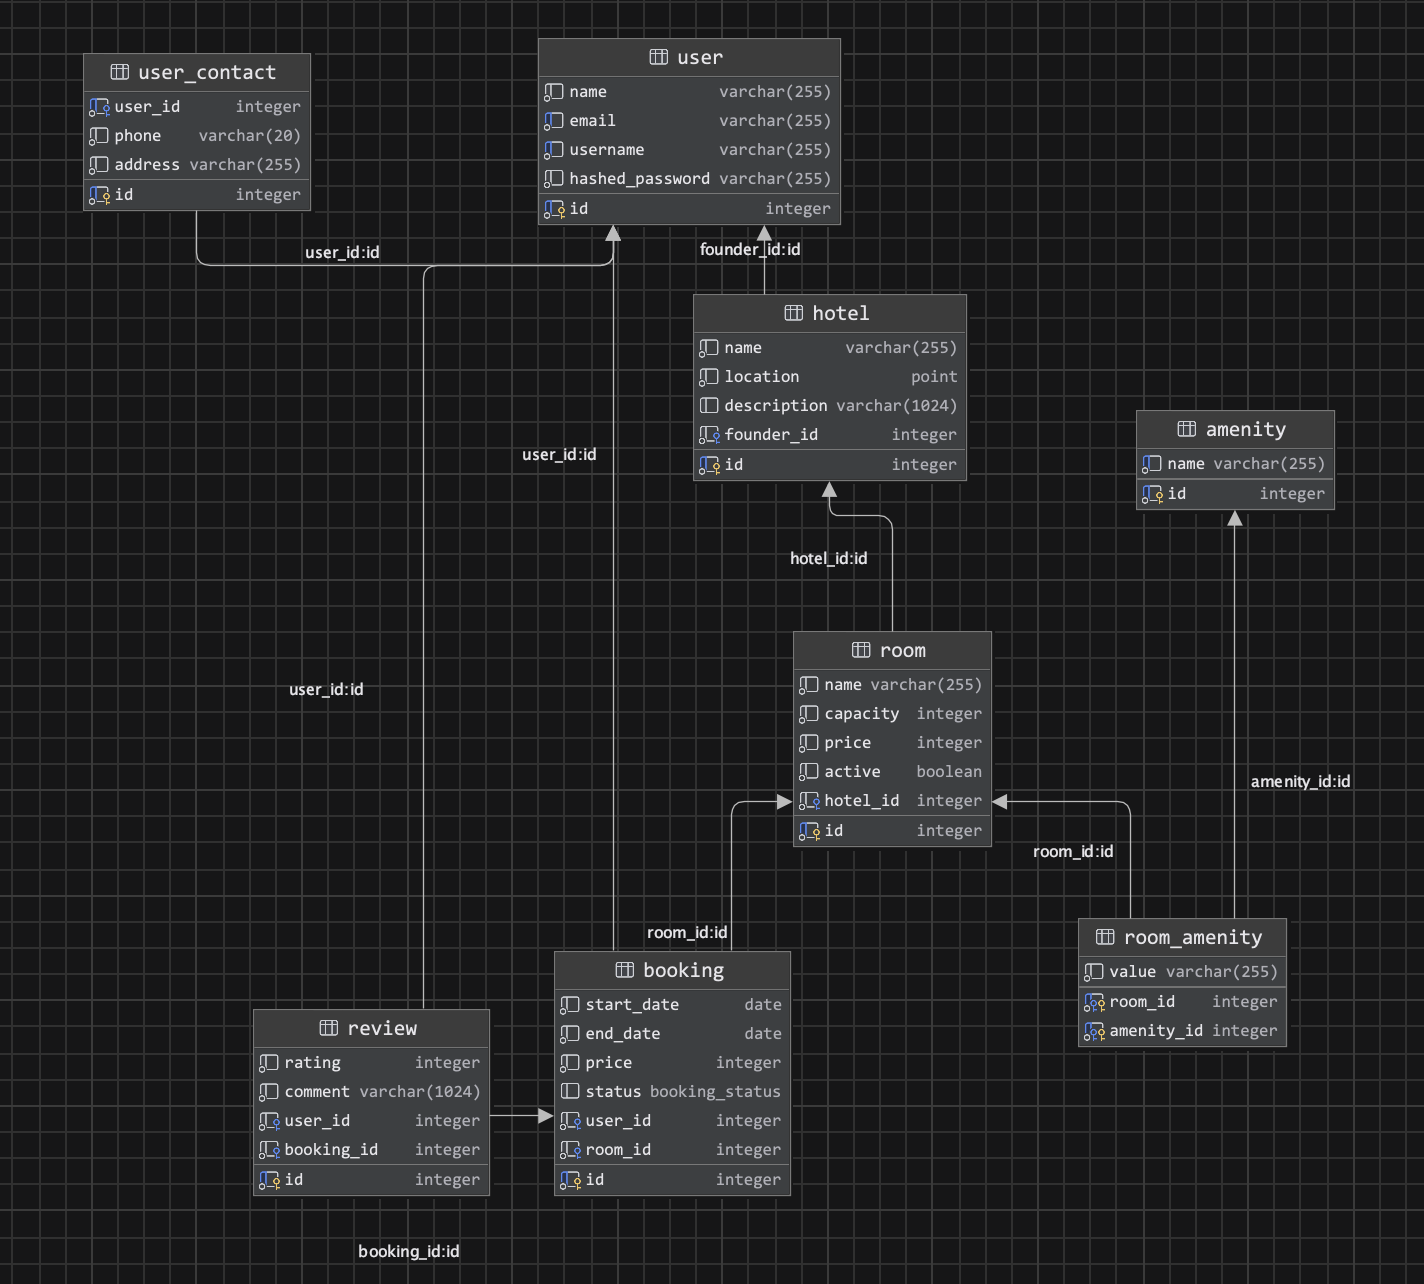 user_contact
user_id integer
phone varchar(20)
address varchar(255)
id integer
user
name varchar(255)
email varchar(255)
username varchar(255)
hashed_password varchar(255)
id integer
user_id:id
founder_id:id
hotel
name varchar(255)
location point
description varchar(1024)
founder_id integer
id integer
user_id:id
amenity
name varchar(255)
id integer
hotel_id:id
room
name varchar(255)
capacity integer
price integer
active boolean
hotel_id integer
id integer
user_id:id
amenity_id:id
room_id:id
room_id:id
room_amenity
value varchar(255)
room_id integer
amenity_id integer
booking
start_date date
end_date date
price integer
status booking_status
user_id integer
room_id integer
id integer
review
rating integer
comment varchar(1024)
user_id integer
booking_id integer
id integer
booking_id:id